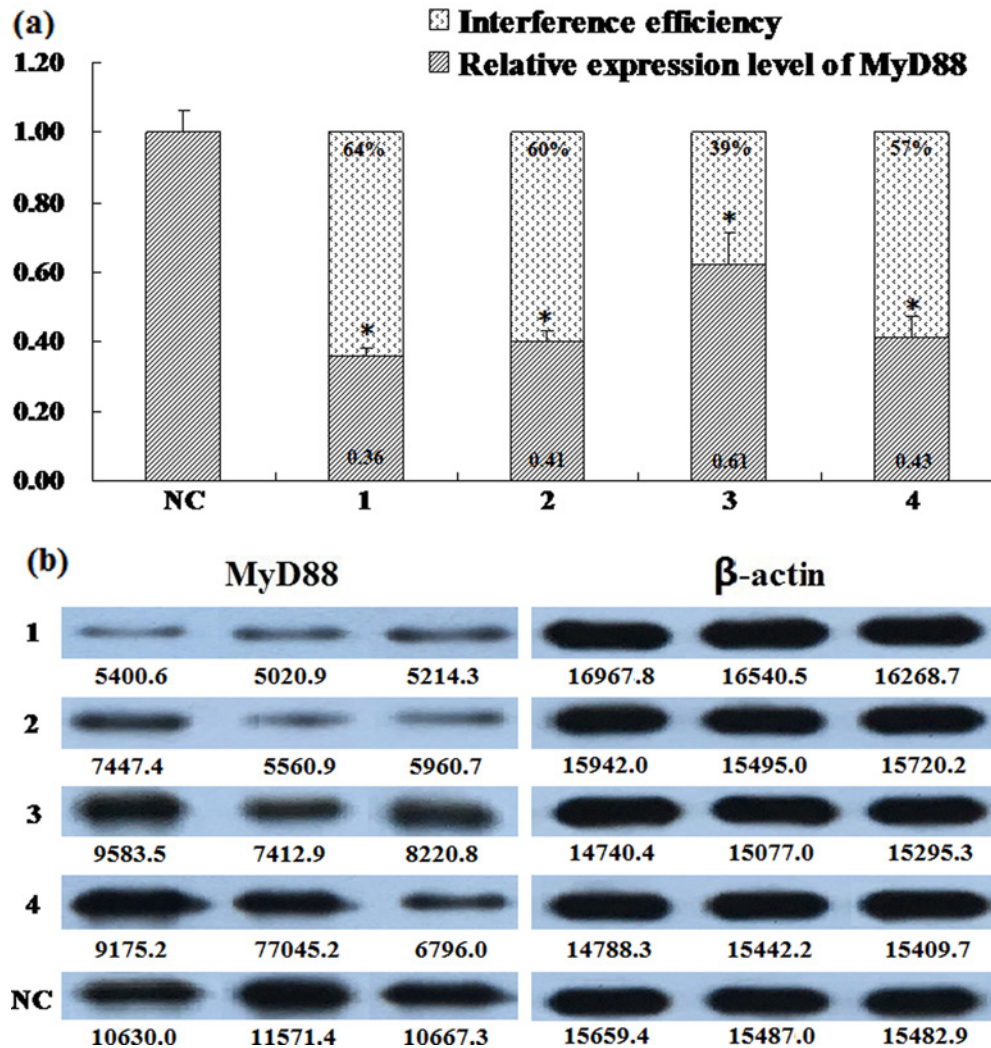 (a)
Interference efficiency
Relative expression level of MyD88
1.20
1.00
0.80
0.60
0.40
0.20
0.00
64% 60% 39% 57%
* * * *
0.36 0.41 0.61 0.43
NC 1 2 3 4
(b)
MyD88 β-actin
1
5400.6 5020.9 5214.3 16967.8 16540.5 16268.7
2
7447.4 5560.9 5960.7 15942.0 15495.0 15720.2
3
9583.5 7412.9 8220.8 14740.4 15077.0 15295.3
4
9175.2 77045.2 6796.0 14788.3 15442.2 15409.7
NC
10630.0 11571.4 10667.3 15659.4 15487.0 15482.9